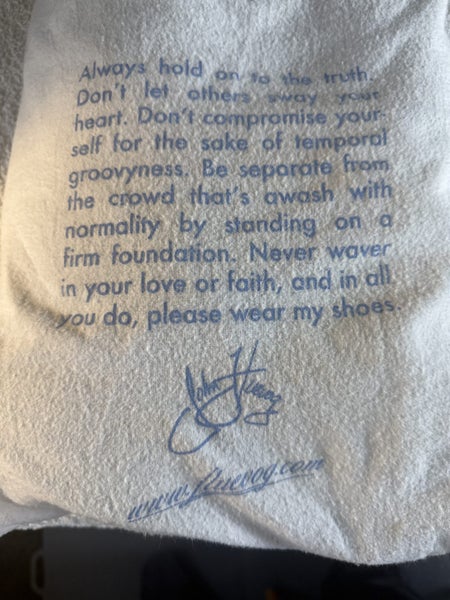 Always hold on to the truth.
Don't let others sway your
heart. Don't compromise your-
self for the sake of temporal
groovyness. Be separate from
the crowd that's awash with
normality by standing on a
firm foundation. Never waver
in your love or faith, and in all
you do, please wear my shoes.
John Fluevog
www.fluevog.com